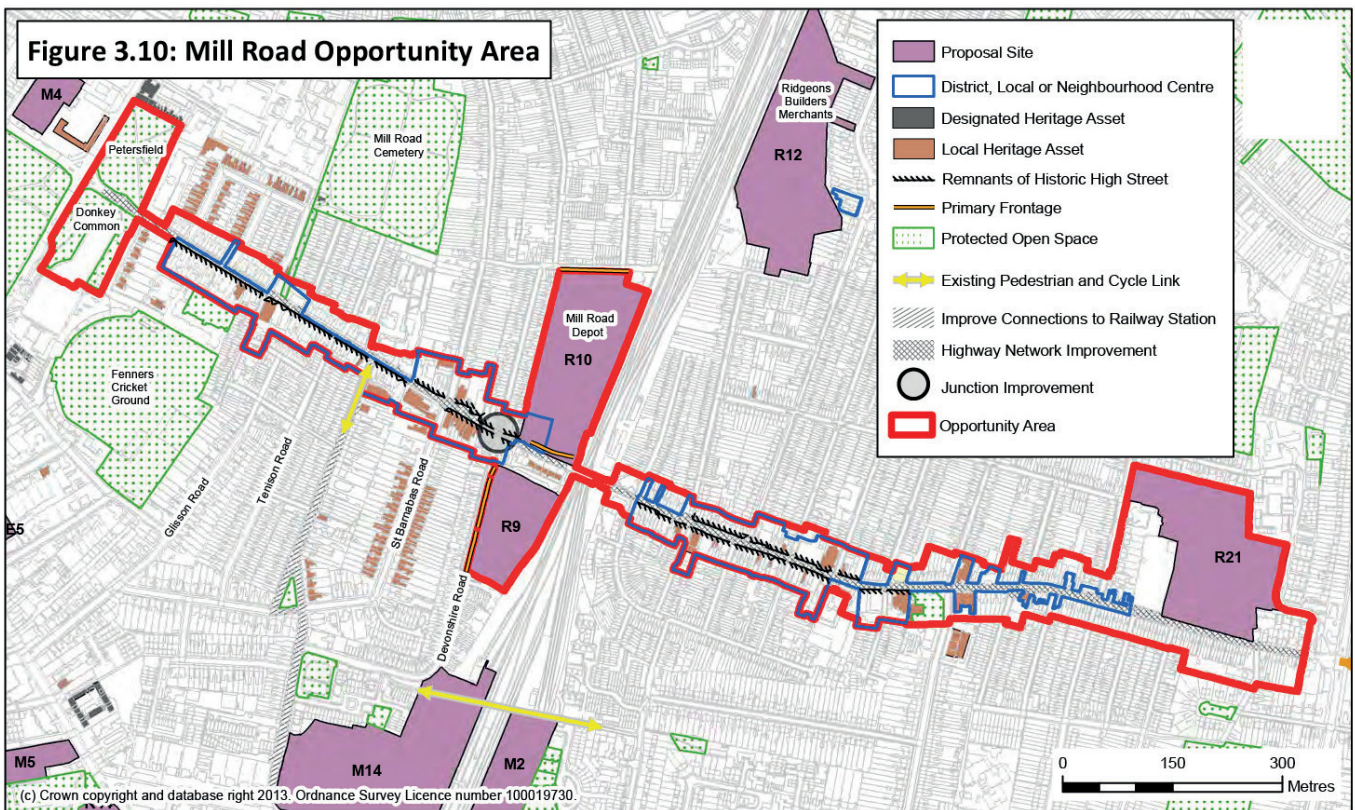 Figure 3.10: Mill Road Opportunity Area
M4
Petersfield
Donkey
Common
Mill Road
Cemetery
Fenners
Cricket
Ground
Glisson Road
Tenison Road
St Barnabas Road
Devonshire Road
Mill Road
Depot
R10
R9
Ridgeons
Builders
Merchants
R12
R21
E5
M5
M14
M2
Proposal Site
District, Local or Neighbourhood Centre
Designated Heritage Asset
Local Heritage Asset
Remnants of Historic High Street
Primary Frontage
Protected Open Space
Existing Pedestrian and Cycle Link
Improve Connections to Railway Station
Highway Network Improvement
Junction Improvement
Opportunity Area
0 150 300
Metres
(c) Crown copyright and database right 2013. Ordnance Survey Licence number 100019730.